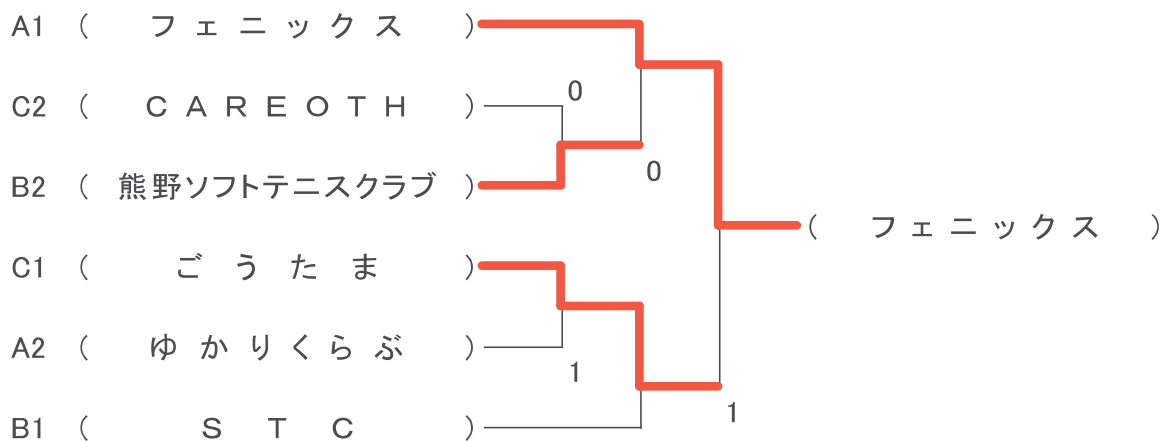 A1 ( フェニックス )
0
C2 ( CAREOTH )
0
B2 ( 熊野ソフトテニスクラブ )
( フェニックス )
C1 ( ごうたま )
A2 ( ゆかりくらぶ )
1
1
B1 ( STC )